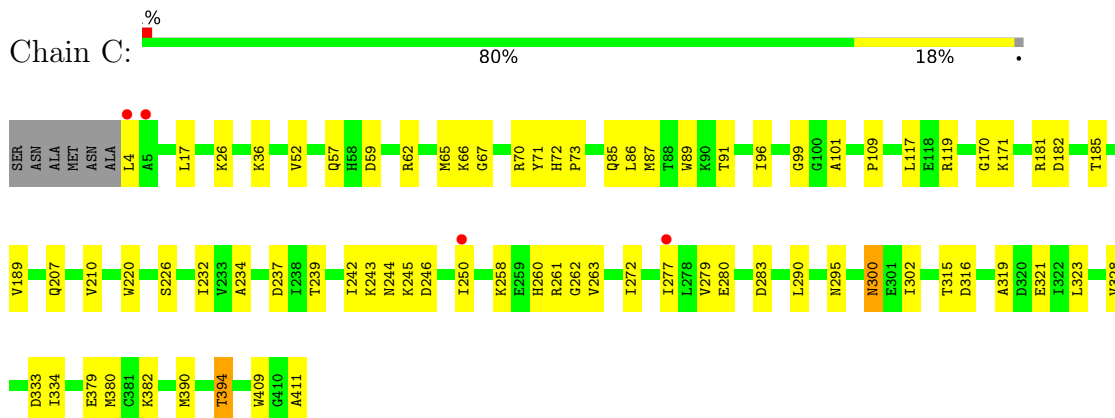 .%
Chain C:
80% 18% .
SER ASN ALA MET ASN ALA L4 A5 L17 K26 K36 V52 Q57 H58 D59 R62 M65 K66 G67 R70 Y71 H72 P73 Q85 L86 M87 T88 W89 K90 T91 I96 G99 G100 A101 P109 L117 E118 R119 G170 K171 R181 D182 T185
V189 Q207 V210 W220 S226 I232 V233 A234 D237 I238 T239 I242 K243 N244 K245 D246 I250 K258 E259 H260 R261 G262 V263 I272 I277 L278 V279 E280 D283 L290 N295 N300 E301 I302 T315 D316 A319 D320 E321 I322 L323
D333 I334 E379 M380 C381 K382 M390 T394 W409 G410 A411